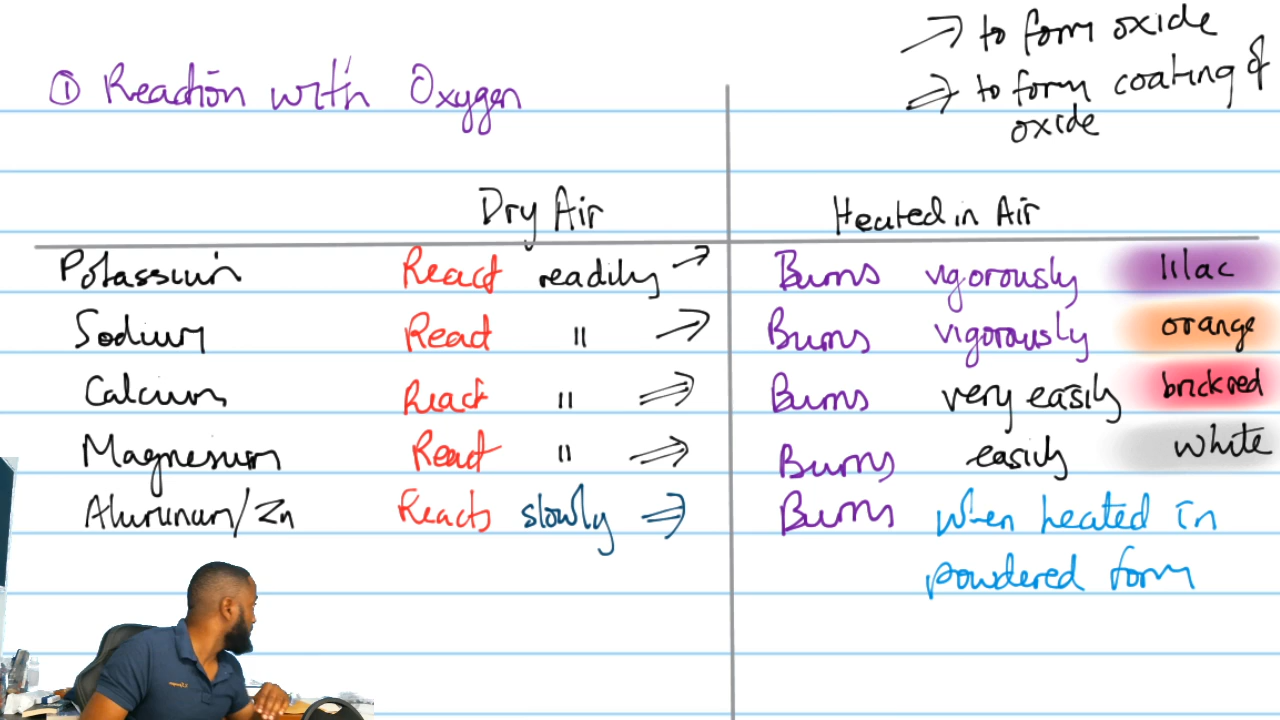 → to form oxide
① Reaction with Oxygen
⇒ to form coating of
oxide
Dry Air Heated in Air
Potassium React readily → Burns vigorously lilac
Sodium React " → Burns vigorously orange
Calcium React " ⇒ Burns very easily brick red
Magnesium React " ⇒ Burns easily white
Aluminum/Zn Reacts slowly ⇒ Burns when heated in
powdered form